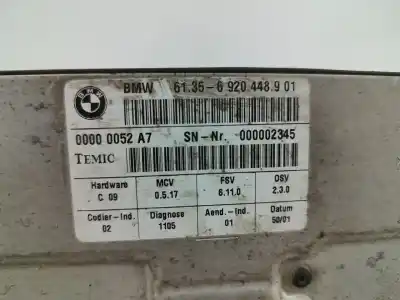 BMW 61.35-6 920 448.9 01
0000 0052 A7 SN-Nr. 000002345
TEMIC
Hardware MCV FSV OSV
C 09 0.5.17 6.11.0 2.3.0
Codier-Ind. Diagnose Aend.-Ind. Datum
02 1105 01 50/01